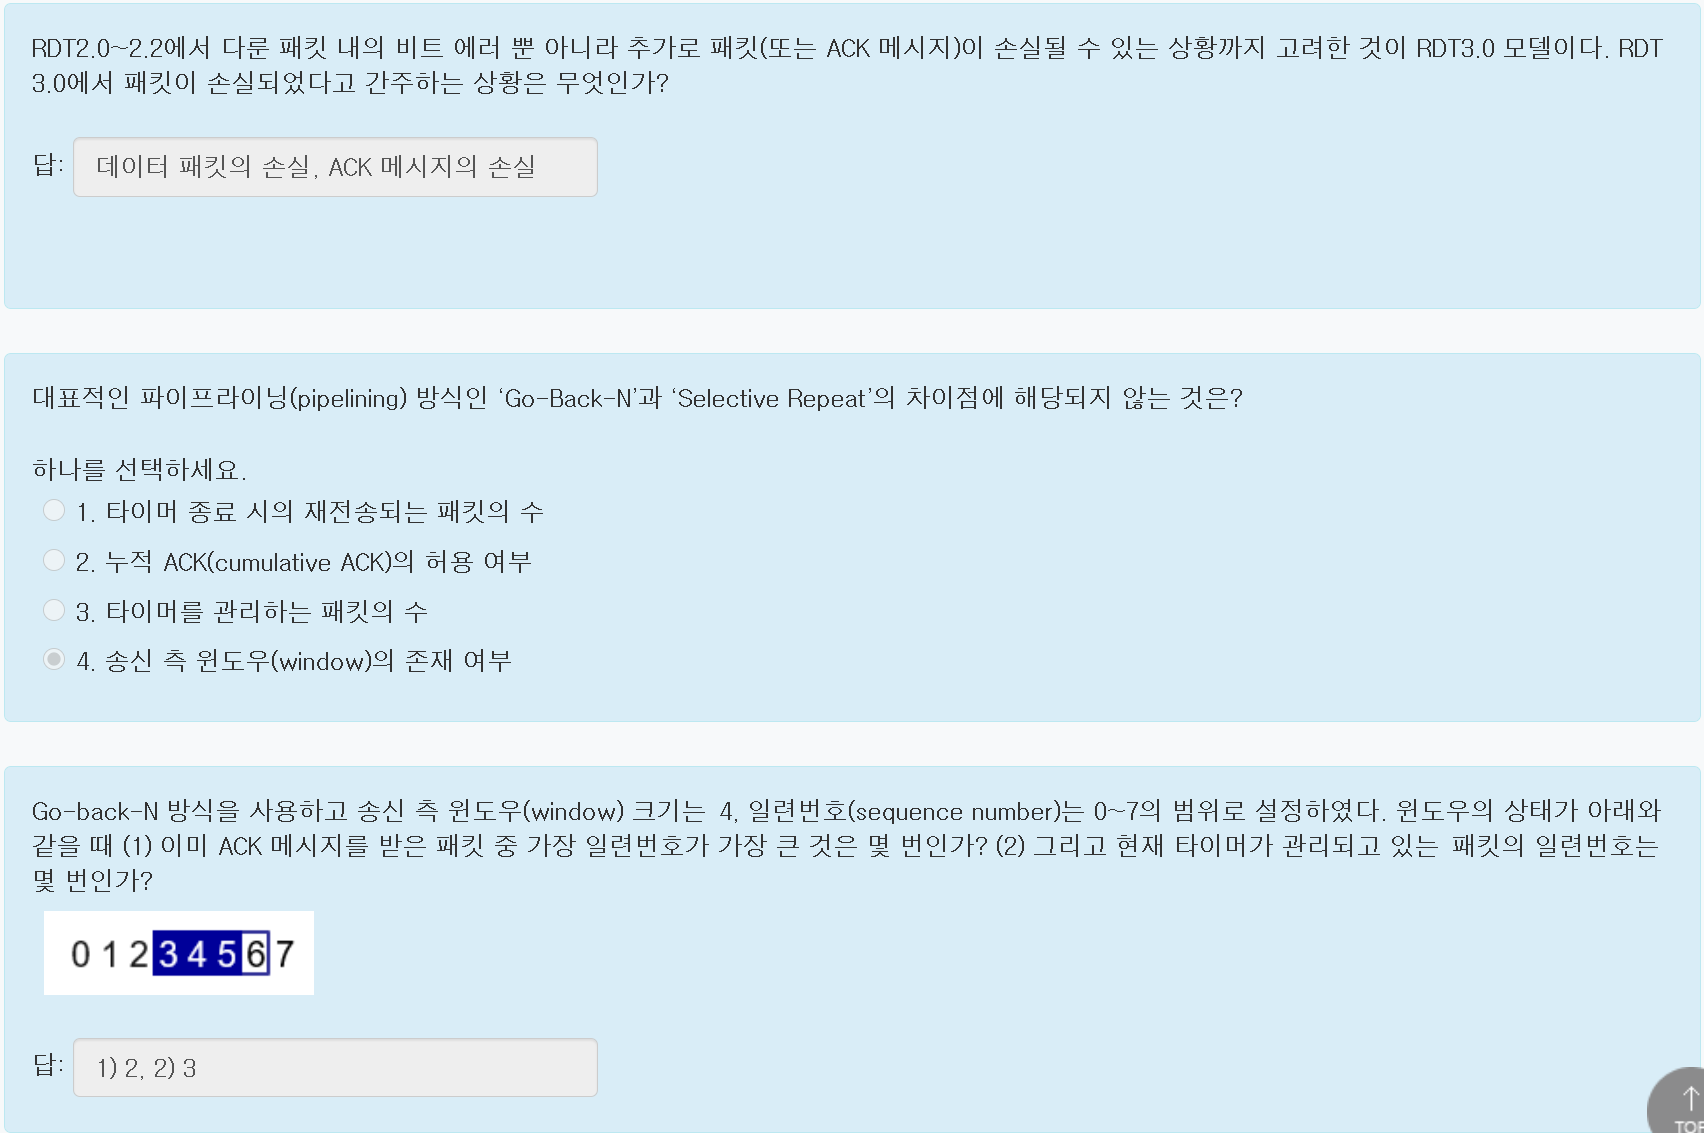 RDT2.0~2.2에서 다룬 패킷 내의 비트 에러 뿐 아니라 추가로 패킷(또는 ACK 메시지)이 손실될 수 있는 상황까지 고려한 것이 RDT3.0 모델이다. RDT
3.0에서 패킷이 손실되었다고 간주하는 상황은 무엇인가?
답: 데이터 패킷의 손실, ACK 메시지의 손실
대표적인 파이프라이닝(pipelining) 방식인 ‘Go-Back-N’과 ‘Selective Repeat’의 차이점에 해당되지 않는 것은?
하나를 선택하세요.
1. 타이머 종료 시의 재전송되는 패킷의 수
2. 누적 ACK(cumulative ACK)의 허용 여부
3. 타이머를 관리하는 패킷의 수
4. 송신 측 윈도우(window)의 존재 여부
Go-back-N 방식을 사용하고 송신 측 윈도우(window) 크기는 4, 일련번호(sequence number)는 0~7의 범위로 설정하였다. 윈도우의 상태가 아래와
같을 때 (1) 이미 ACK 메시지를 받은 패킷 중 가장 일련번호가 가장 큰 것은 몇 번인가? (2) 그리고 현재 타이머가 관리되고 있는 패킷의 일련번호는
몇 번인가?
0 1 2 3 4 5 6 7
답: 1) 2, 2) 3
↑